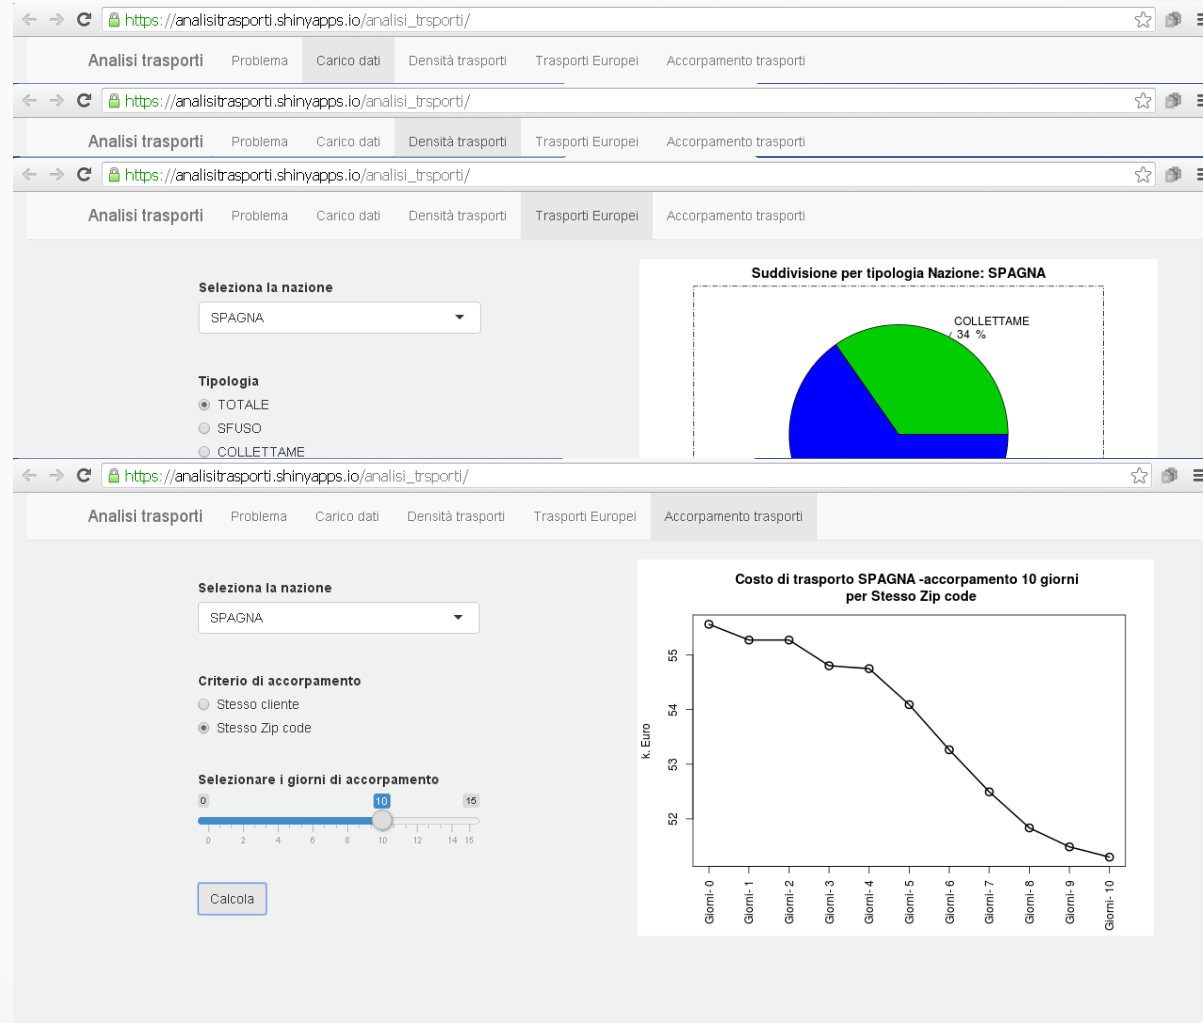 https://analisitrasporti.shinyapps.io/analisi_trsporti/
Analisi trasporti Problema Carico dati Densità trasporti Trasporti Europei Accorpamento trasporti
https://analisitrasporti.shinyapps.io/analisi_trsporti/
Analisi trasporti Problema Carico dati Densità trasporti Trasporti Europei Accorpamento trasporti
https://analisitrasporti.shinyapps.io/analisi_trsporti/
Analisi trasporti Problema Carico dati Densità trasporti Trasporti Europei Accorpamento trasporti
Seleziona la nazione
SPAGNA
Tipologia
TOTALE
SFUSO
COLLETTAME
Suddivisione per tipologia Nazione: SPAGNA
COLLETTAME
34 %
https://analisitrasporti.shinyapps.io/analisi_trsporti/
Analisi trasporti Problema Carico dati Densità trasporti Trasporti Europei Accorpamento trasporti
Seleziona la nazione
SPAGNA
Criterio di accorpamento
Stesso cliente
Stesso Zip code
Selezionare i giorni di accorpamento
0 10 15
0 2 4 6 8 10 12 14 15
Calcola
Costo di trasporto SPAGNA -accorpamento 10 giorni
per Stesso Zip code
k. Euro
55
54
53
52
Giorni- 0
Giorni- 1
Giorni- 2
Giorni- 3
Giorni- 4
Giorni- 5
Giorni- 6
Giorni- 7
Giorni- 8
Giorni- 9
Giorni- 10